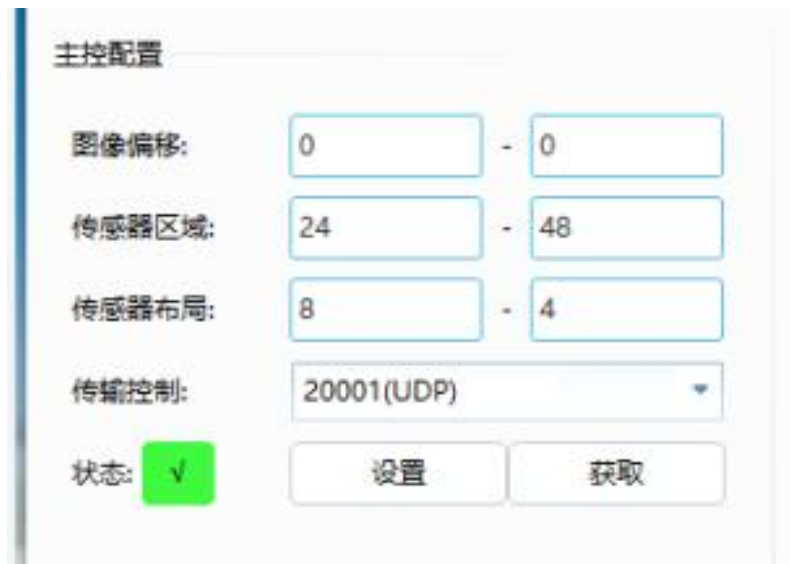 主控配置
图像偏移: 0 - 0
传感器区域: 24 - 48
传感器布局: 8 - 4
传输控制: 20001(UDP)
状态: √ 设置 获取